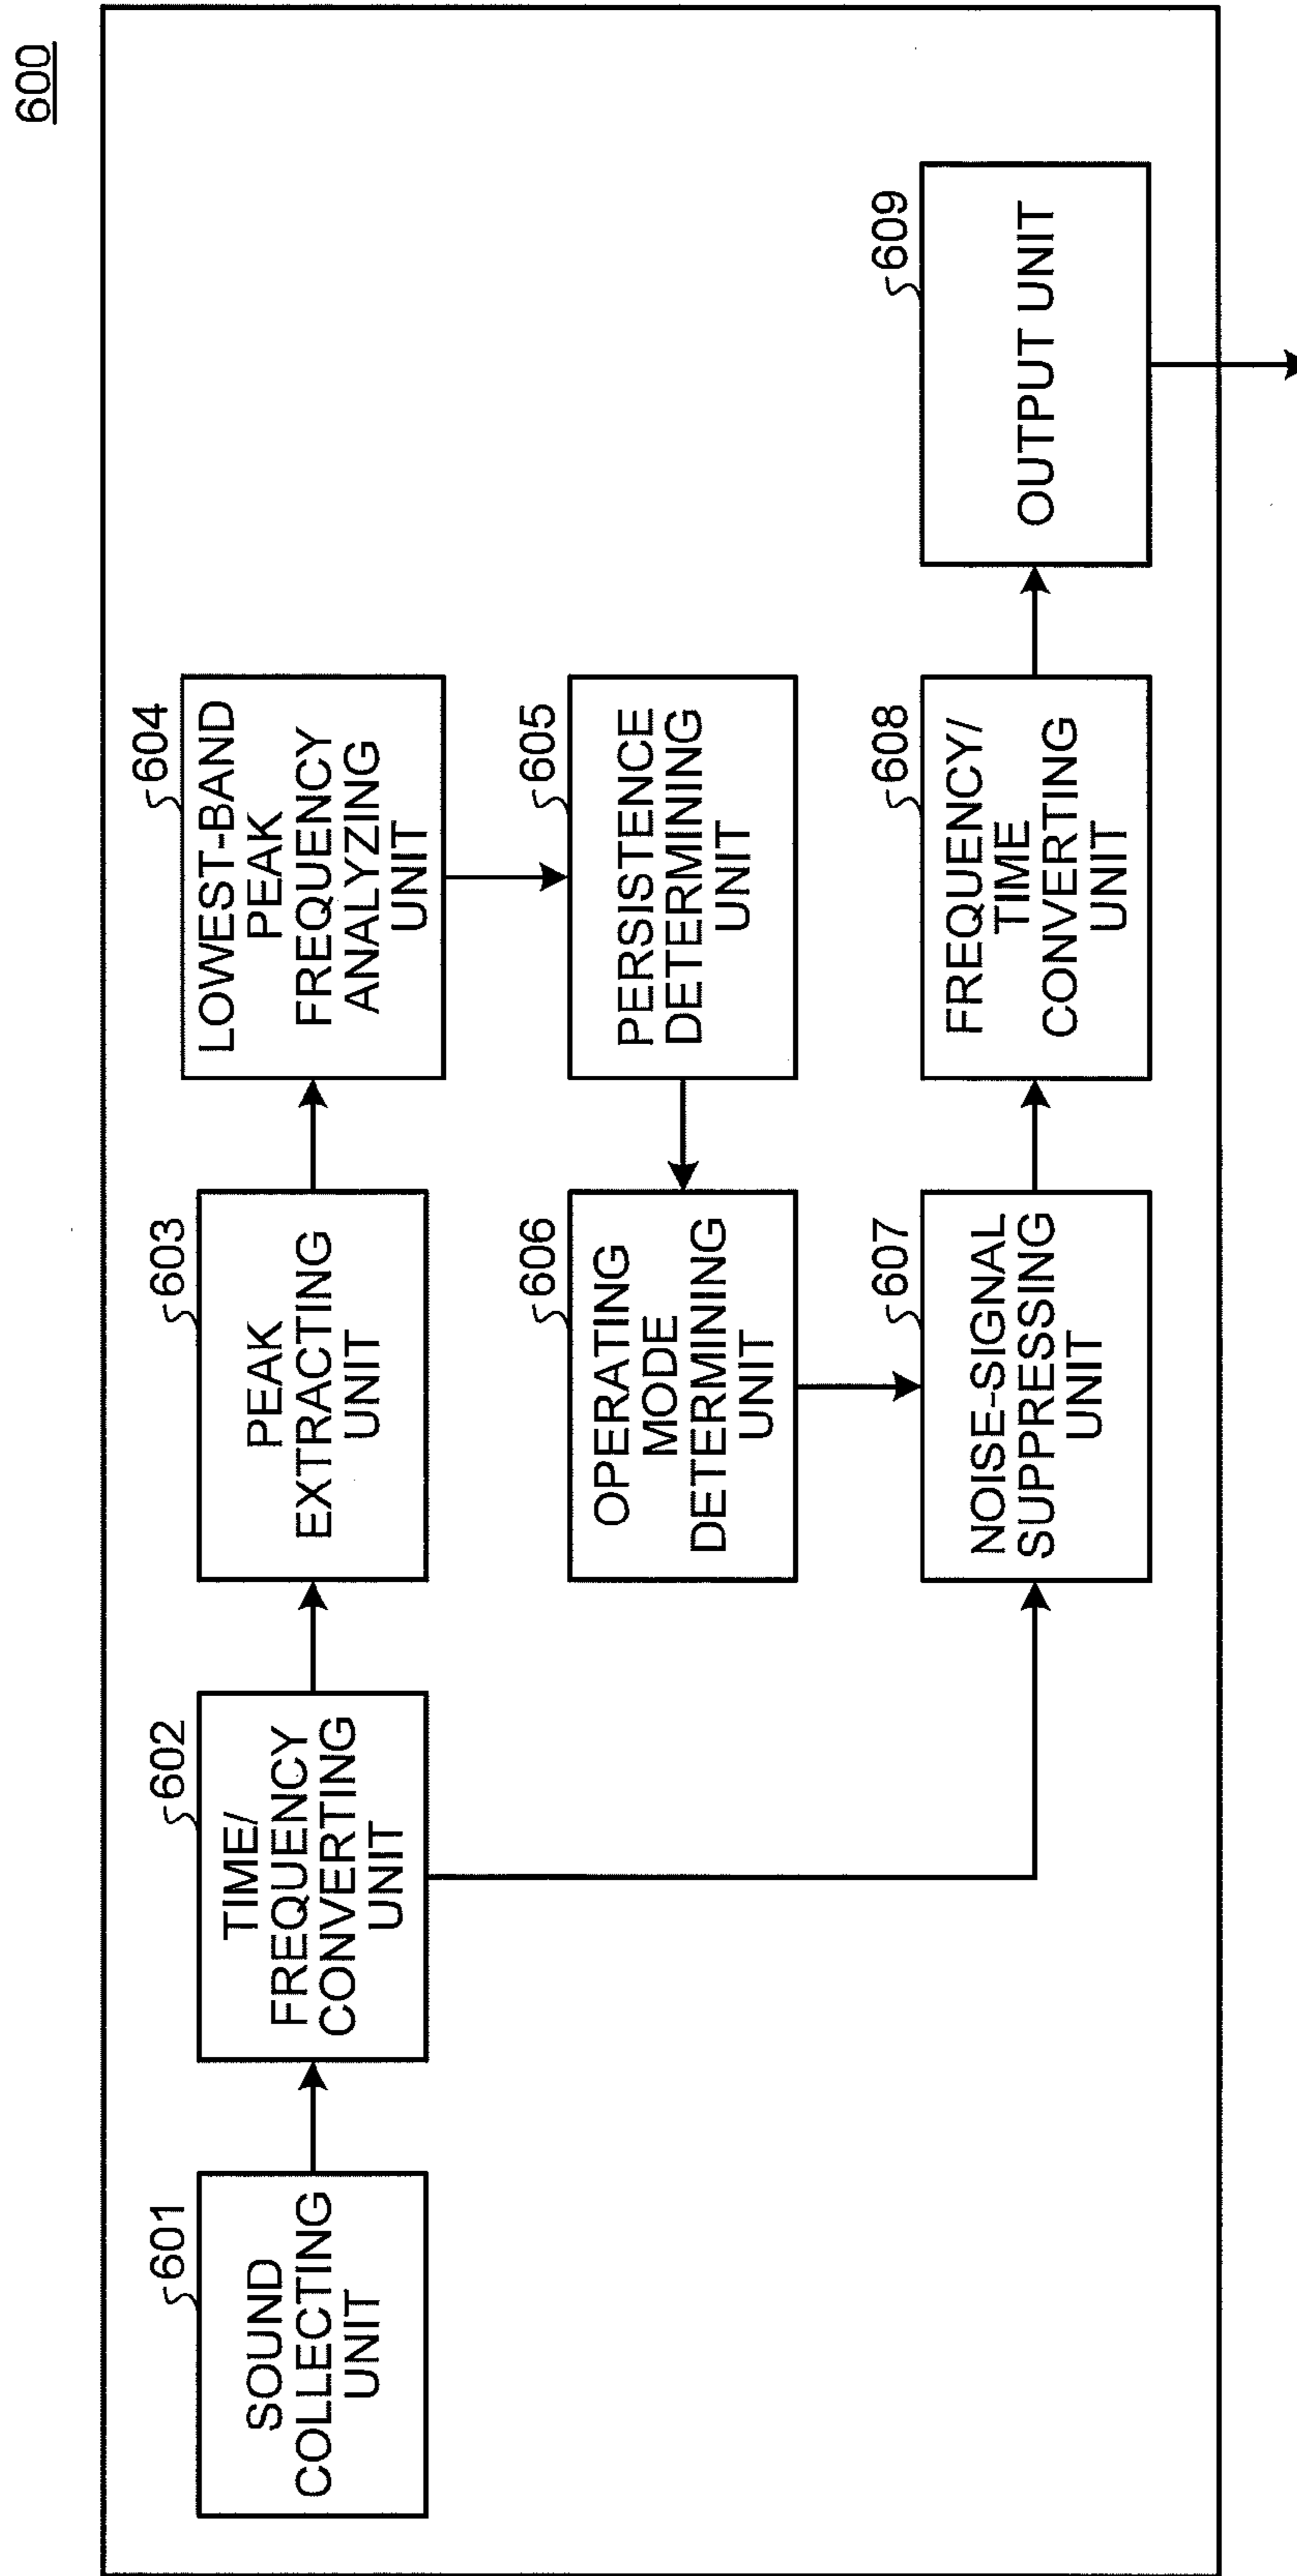 600
601
SOUND
COLLECTING
UNIT
602
TIME/
FREQUENCY
CONVERTING
UNIT
603
PEAK
EXTRACTING
UNIT
604
LOWEST-BAND
PEAK
FREQUENCY
ANALYZING
UNIT
605
PERSISTENCE
DETERMINING
UNIT
606
OPERATING
MODE
DETERMINING
UNIT
607
NOISE-SIGNAL
SUPPRESSING
UNIT
608
FREQUENCY/
TIME
CONVERTING
UNIT
609
OUTPUT UNIT